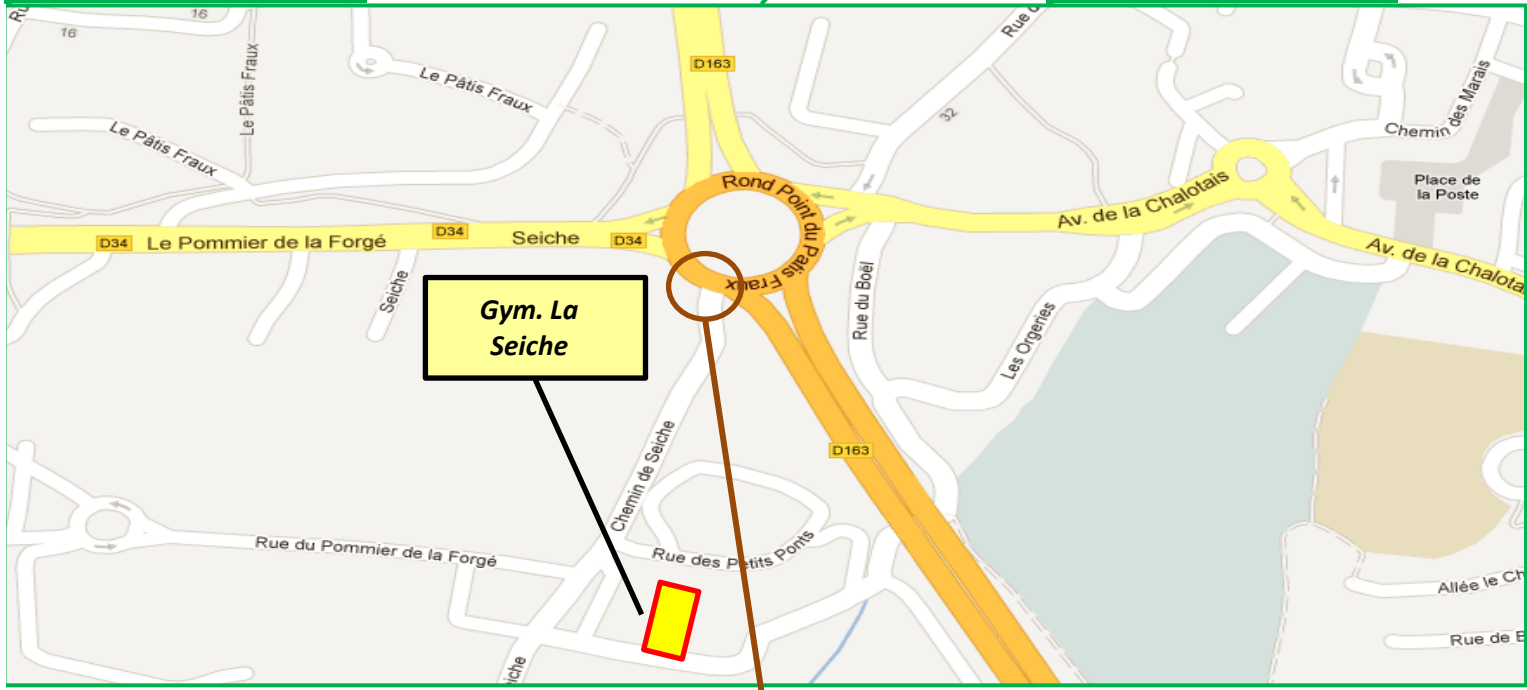 16
16
Le Pâtis Fraux
Le Pâtis Fraux
Le Pâtis Fraux
D163
32
Chemin des Marais
Place de
la Poste
Rond Point du Patis Fraux
Av. de la Chalotais
Av. de la Chalota
D34
Le Pommier de la Forgé
D34
Seiche
D34
Seiche
Rue du Boël
Les Orgeries
Gym. La
Seiche
Chemin de Seiche
D163
Rue du Pommier de la Forgé
Rue des Petits Ponts
Allée le Ch
Rue de B
eiche